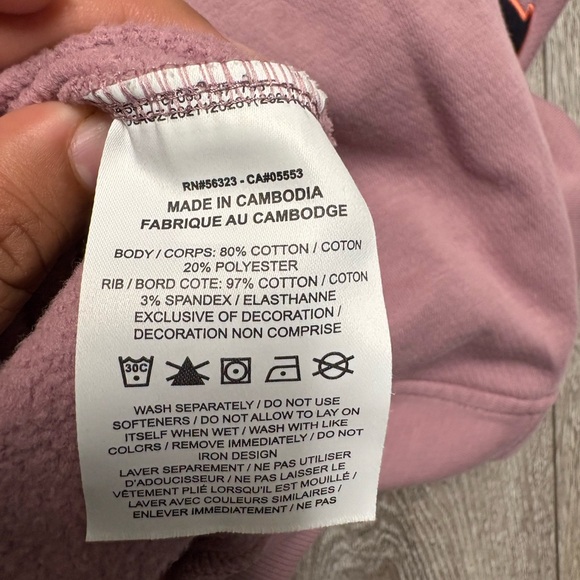 RN#56323 - CA#05553
MADE IN CAMBODIA
FABRIQUE AU CAMBODGE
BODY / CORPS: 80% COTTON / COTON
20% POLYESTER
RIB / BORD COTE: 97% COTTON / COTON
3% SPANDEX / ELASTHANNE
EXCLUSIVE OF DECORATION /
DECORATION NON COMPRISE
30C
WASH SEPARATELY / DO NOT USE
SOFTENERS / DO NOT ALLOW TO LAY ON
ITSELF WHEN WET / WASH WITH LIKE
COLORS / REMOVE IMMEDIATELY / DO NOT
IRON DESIGN
LAVER SEPAREMENT / NE PAS UTILISER
D'ADOUCISSEUR / NE PAS LAISSER LE
VÊTEMENT PLIÉ LORSQU'IL EST MOUILLÉ /
LAVER AVEC COULEURS SIMILAIRES /
ENLEVER IMMÉDIATEMENT / NE PAS